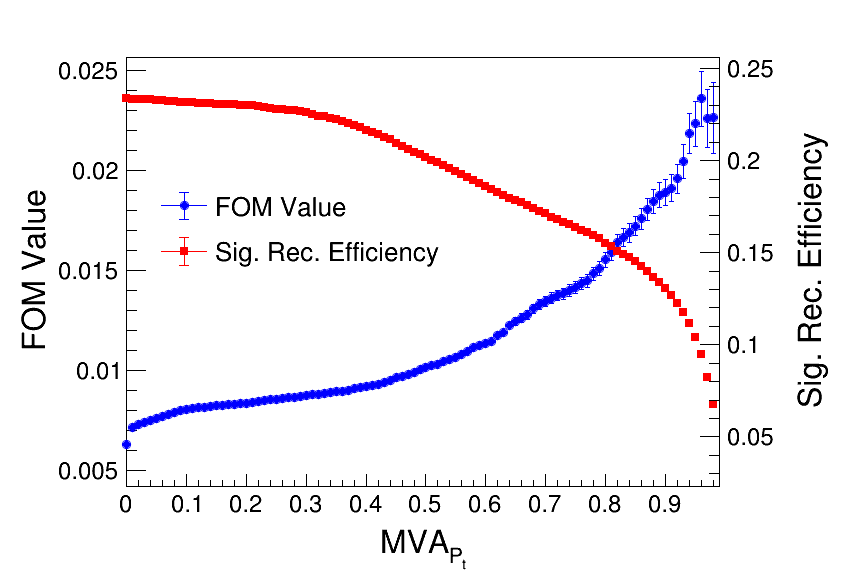 FOM Value
0.025
0.02
0.015
0.01
0.005
FOM Value
Sig. Rec. Efficiency
0.25
0.2
0.15
0.1
0.05
Sig. Rec. Efficiency
0 0.1 0.2 0.3 0.4 0.5 0.6 0.7 0.8 0.9
MVA_{P_t}